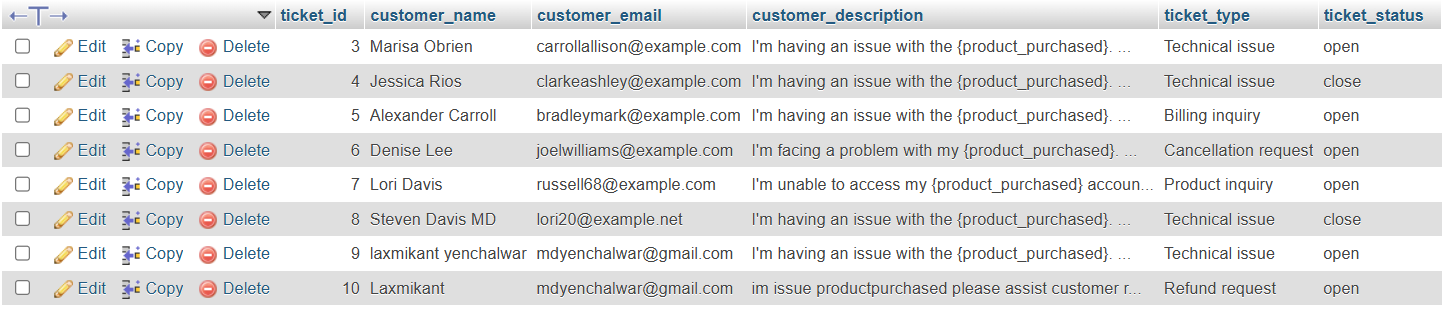 ticket_id customer_name customer_email customer_description ticket_type ticket_status
Edit Copy Delete 3 Marisa Obrien carrollallison@example.com I'm having an issue with the {product_purchased}. ... Technical issue open
Edit Copy Delete 4 Jessica Rios clarkeashley@example.com I'm having an issue with the {product_purchased}. ... Technical issue close
Edit Copy Delete 5 Alexander Carroll bradleymark@example.com I'm having an issue with the {product_purchased}. ... Billing inquiry open
Edit Copy Delete 6 Denise Lee joelwilliams@example.com I'm facing a problem with my {product_purchased}. ... Cancellation request open
Edit Copy Delete 7 Lori Davis russell68@example.com I'm unable to access my {product_purchased} accoun... Product inquiry open
Edit Copy Delete 8 Steven Davis MD lori20@example.net I'm having an issue with the {product_purchased}. ... Technical issue close
Edit Copy Delete 9 laxmikant yenchalwar mdyenchalwar@gmail.com I'm having an issue with the {product_purchased}. ... Technical issue open
Edit Copy Delete 10 Laxmikant mdyenchalwar@gmail.com im issue productpurchased please assist customer r... Refund request open